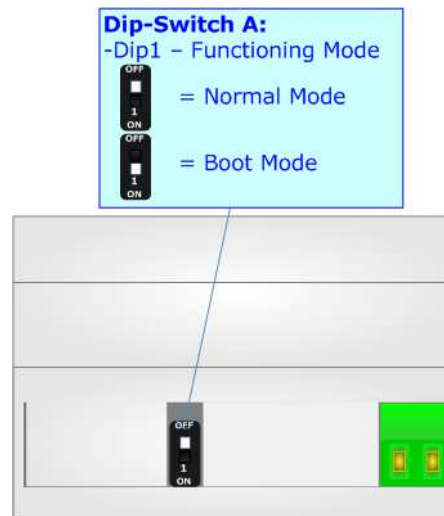 Dip-Switch A:
-Dip1 – Functioning Mode
OFF
1
ON
= Normal Mode
OFF
1
ON
= Boot Mode
OFF
1
ON